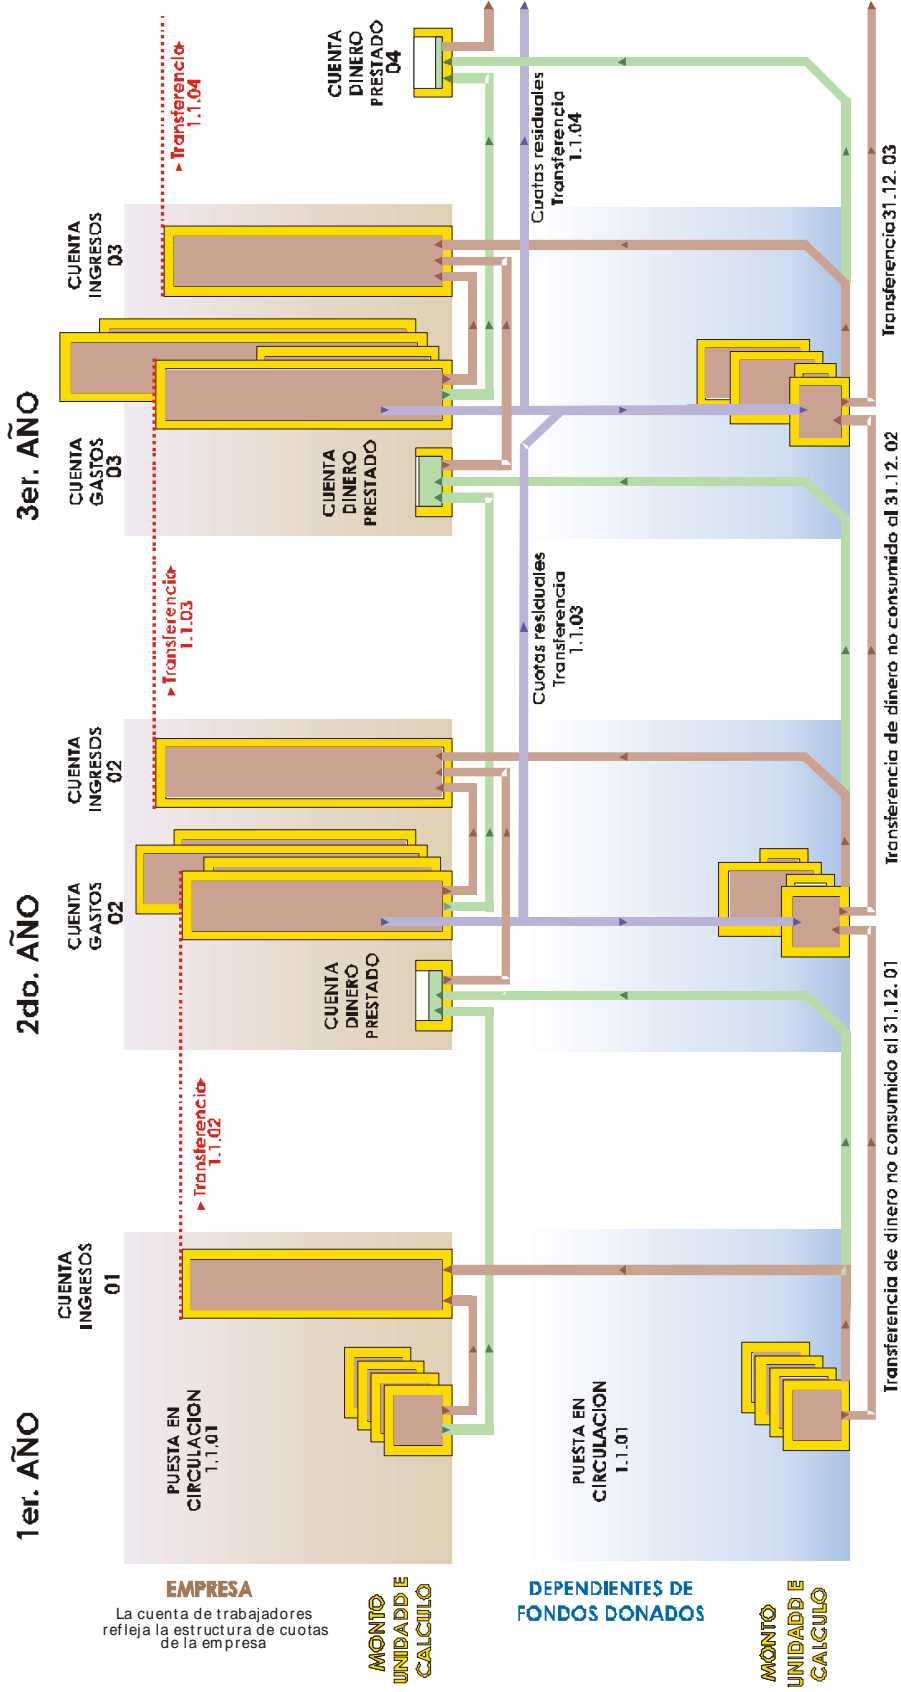 1er. AÑO
2do. AÑO
3er. AÑO
CUENTA
INGRESOS
01
CUENTA
GASTOS
02
CUENTA
INGRESOS
02
CUENTA
GASTOS
03
CUENTA
INGRESOS
03
Transferencia
1.1.02
Transferencia
1.1.03
Transferencia
1.1.04
PUESTA EN
CIRCULACION
1.1.01
CUENTA
DINERO
PRESTADO
CUENTA
DINERO
PRESTADO
CUENTA
DINERO
PRESTADO
04
EMPRESA
La cuenta de trabajadores
refleja la estructura de cuotas
de la empresa
MONTO
UNIDADD E
CALCULO
Cuotas residuales
Transferencia
1.1.03
Cuotas residuales
Transferencia
1.1.04
DEPENDIENTES DE
FONDOS DONADOS
PUESTA EN
CIRCULACION
1.1.01
MONTO
UNIDADD E
CALCULO
Transferencia de dinero no consumido al 31.12. 01
Transferencia de dinero no consumido al 31.12. 02
Transferencia 31.12. 03